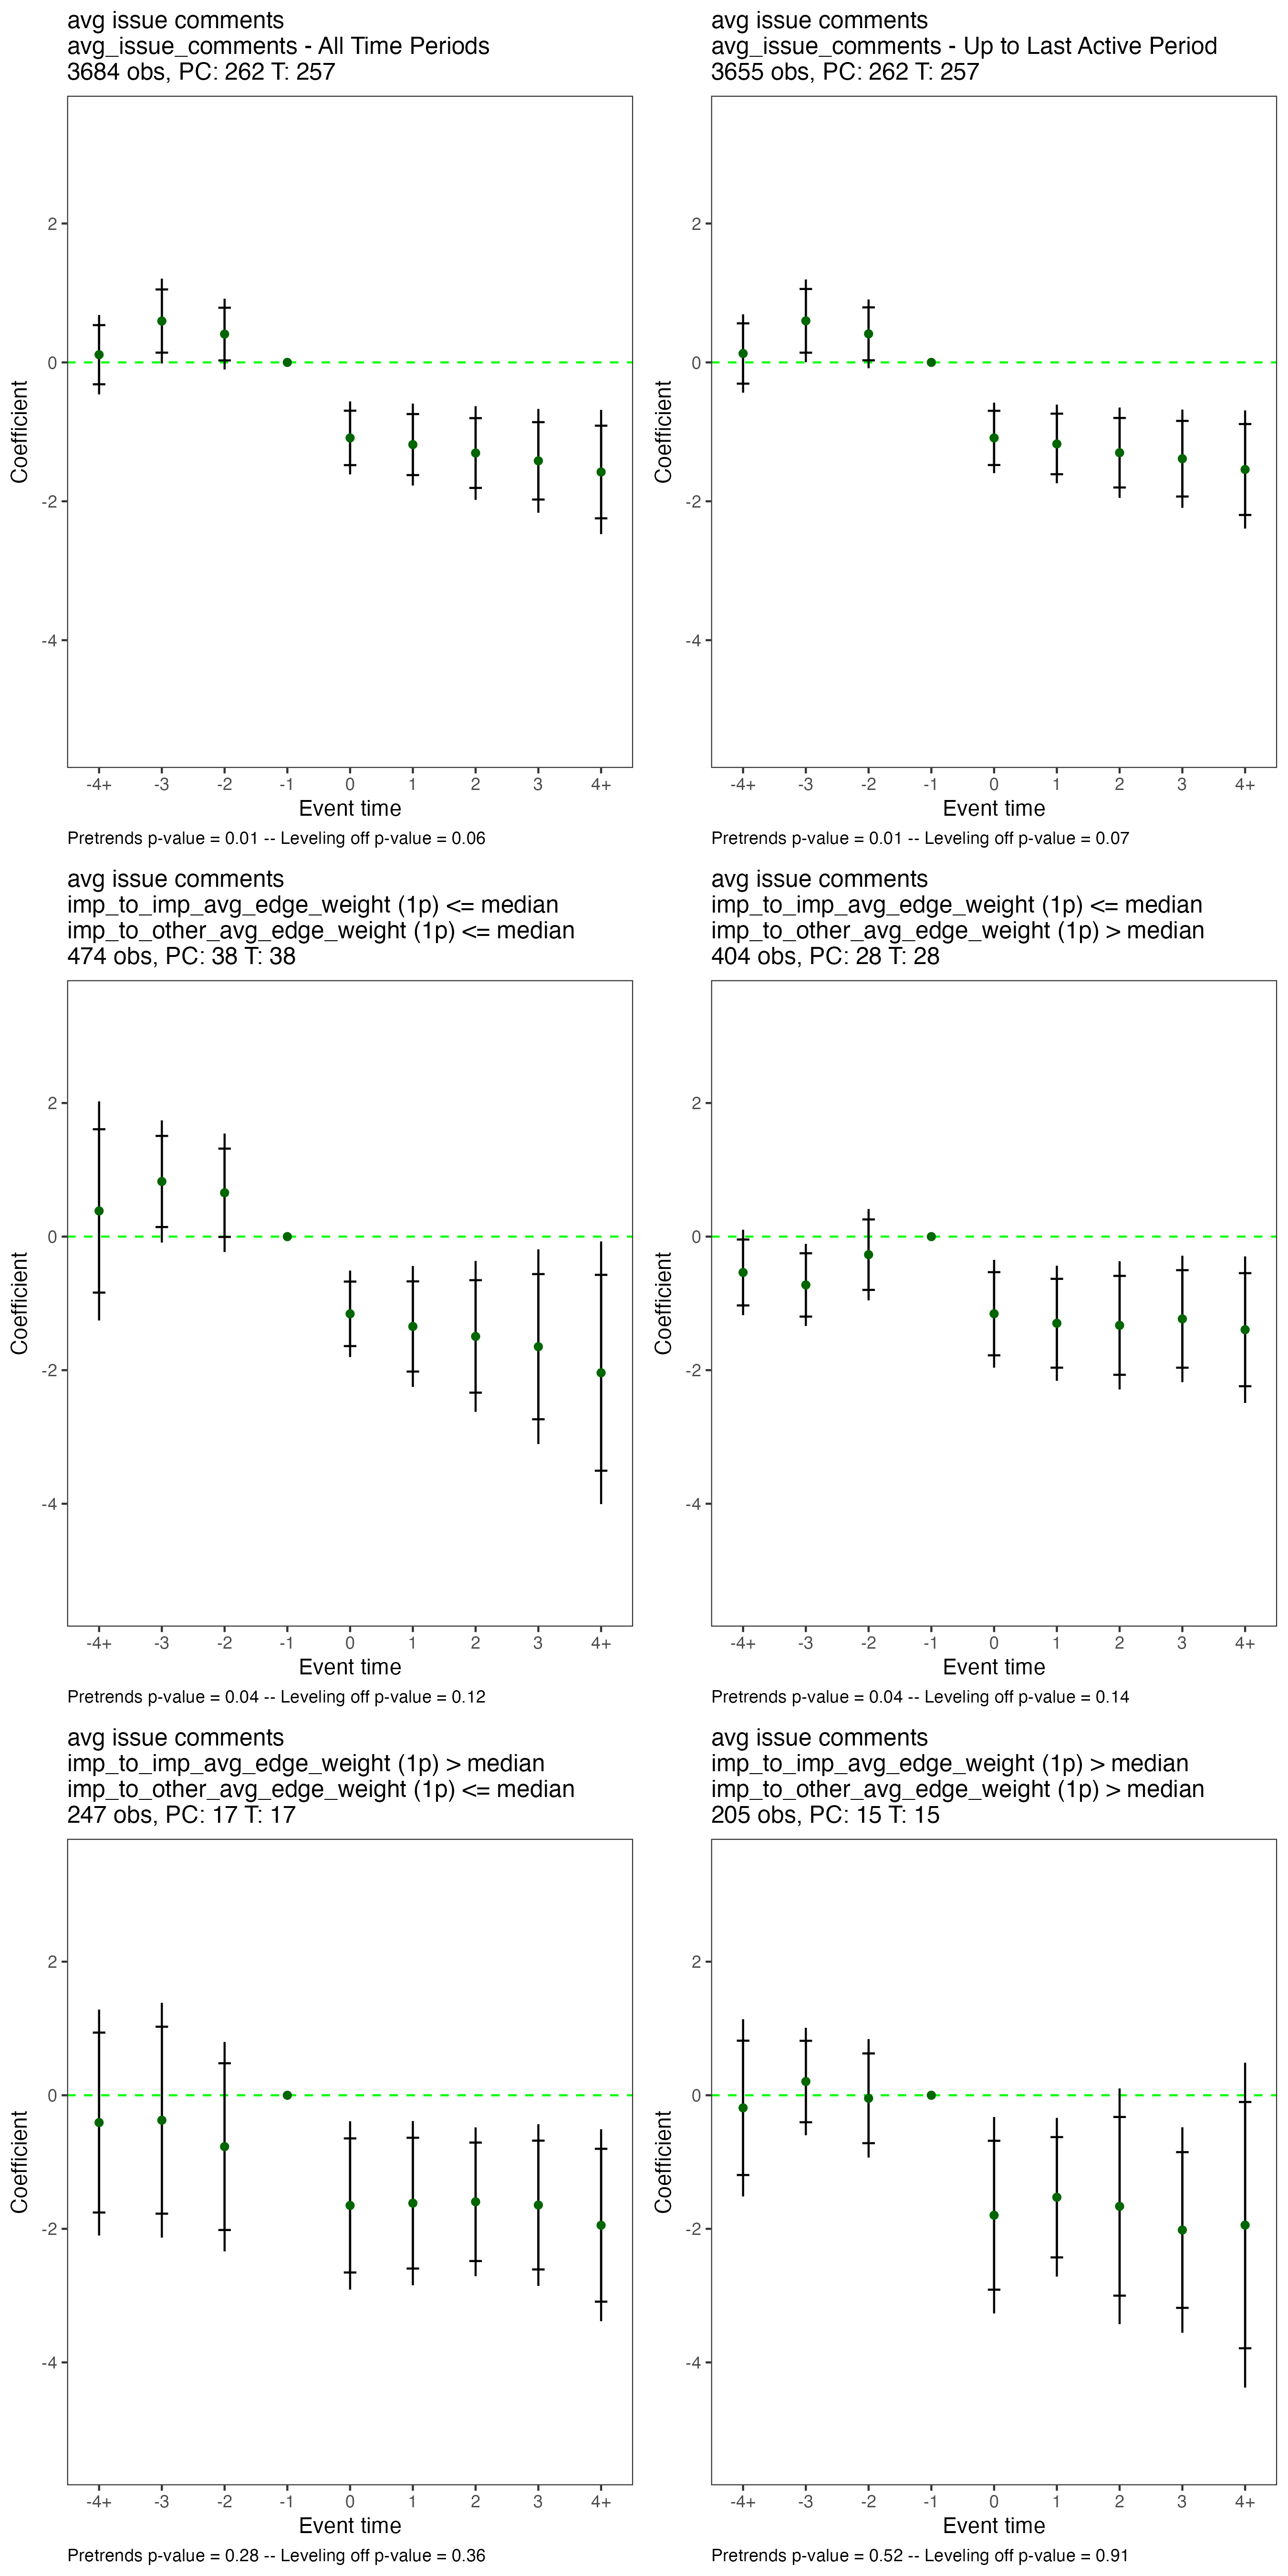 avg issue comments
avg_issue_comments - All Time Periods
3684 obs, PC: 262 T: 257
Coefficient
2
0
-2
-4
-4+ -3 -2 -1 0 1 2 3 4+
Event time
Pretrends p-value = 0.01 -- Leveling off p-value = 0.06
avg issue comments
avg_issue_comments - Up to Last Active Period
3655 obs, PC: 262 T: 257
Coefficient
2
0
-2
-4
-4+ -3 -2 -1 0 1 2 3 4+
Event time
Pretrends p-value = 0.01 -- Leveling off p-value = 0.07
avg issue comments
imp_to_imp_avg_edge_weight (1p) <= median
imp_to_other_avg_edge_weight (1p) <= median
474 obs, PC: 38 T: 38
Coefficient
2
0
-2
-4
-4+ -3 -2 -1 0 1 2 3 4+
Event time
Pretrends p-value = 0.04 -- Leveling off p-value = 0.12
avg issue comments
imp_to_imp_avg_edge_weight (1p) <= median
imp_to_other_avg_edge_weight (1p) > median
404 obs, PC: 28 T: 28
Coefficient
2
0
-2
-4
-4+ -3 -2 -1 0 1 2 3 4+
Event time
Pretrends p-value = 0.04 -- Leveling off p-value = 0.14
avg issue comments
imp_to_imp_avg_edge_weight (1p) > median
imp_to_other_avg_edge_weight (1p) <= median
247 obs, PC: 17 T: 17
Coefficient
2
0
-2
-4
-4+ -3 -2 -1 0 1 2 3 4+
Event time
Pretrends p-value = 0.28 -- Leveling off p-value = 0.36
avg issue comments
imp_to_imp_avg_edge_weight (1p) > median
imp_to_other_avg_edge_weight (1p) > median
205 obs, PC: 15 T: 15
Coefficient
2
0
-2
-4
-4+ -3 -2 -1 0 1 2 3 4+
Event time
Pretrends p-value = 0.52 -- Leveling off p-value = 0.91